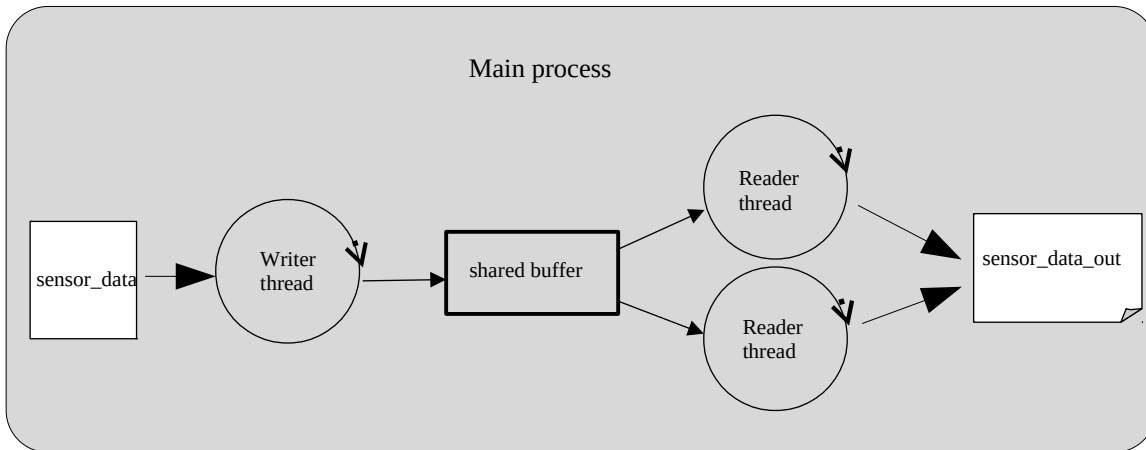 Main process
sensor_data
Writer
thread
shared buffer
Reader
thread
Reader
thread
sensor_data_out